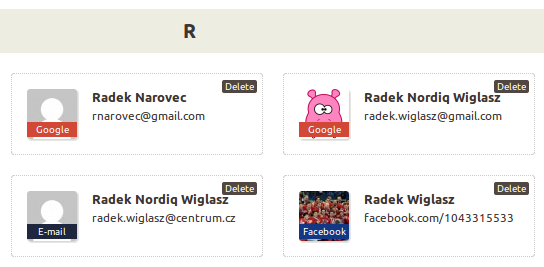 R
Delete
Radek Narovec
rnarovec@gmail.com
Google
Delete
Radek Nordiq Wiglasz
radek.wiglasz@gmail.com
Google
Delete
Radek Nordiq Wiglasz
radek.wiglasz@centrum.cz
E-mail
Delete
Radek Wiglasz
facebook.com/1043315533
Facebook